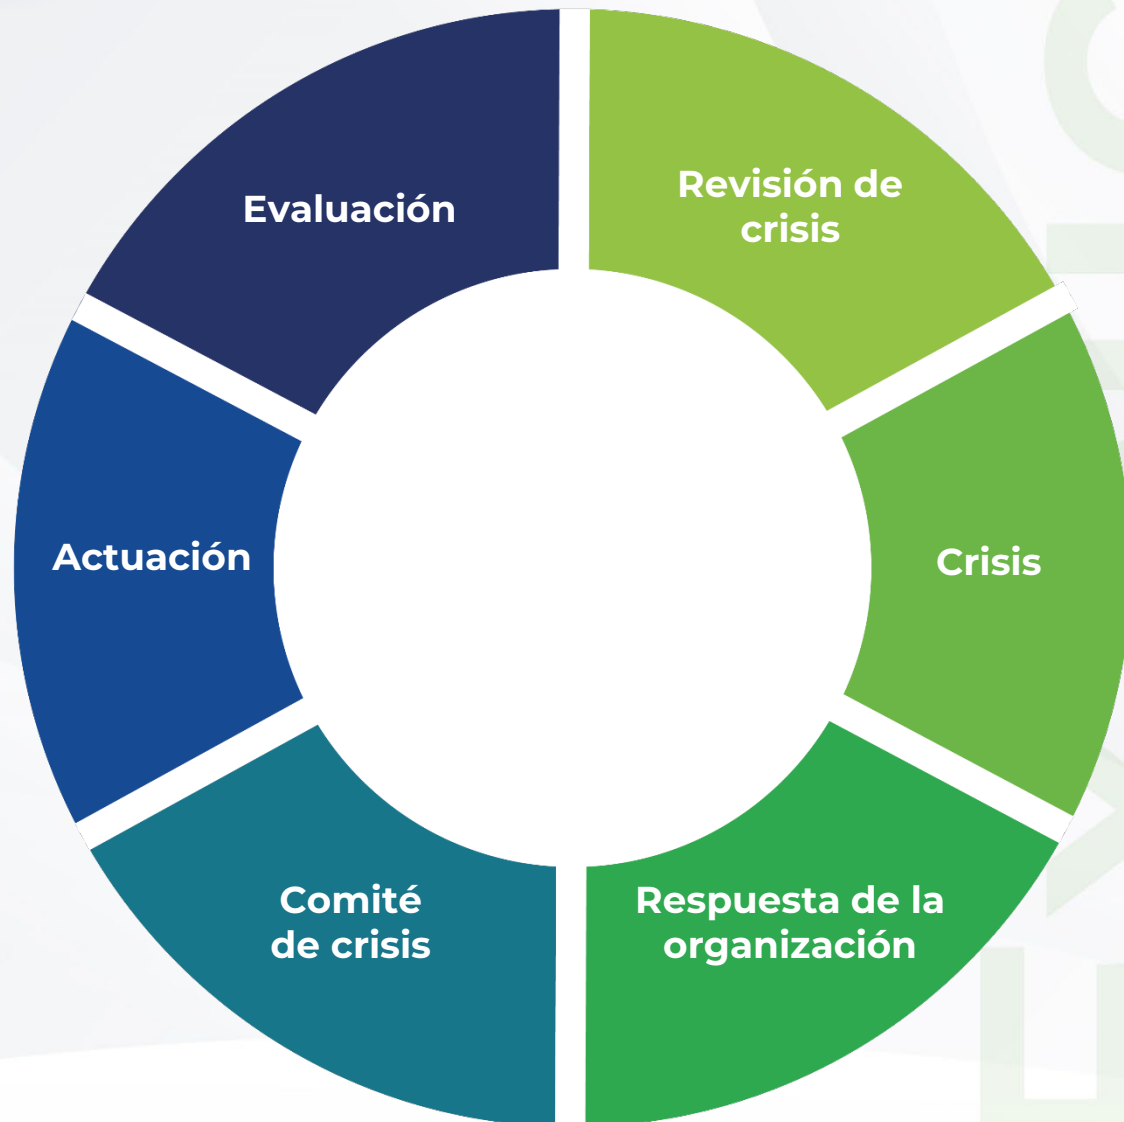 Evaluación
Revisión de
crisis
Actuación
Crisis
Comité
de crisis
Respuesta de la
organización